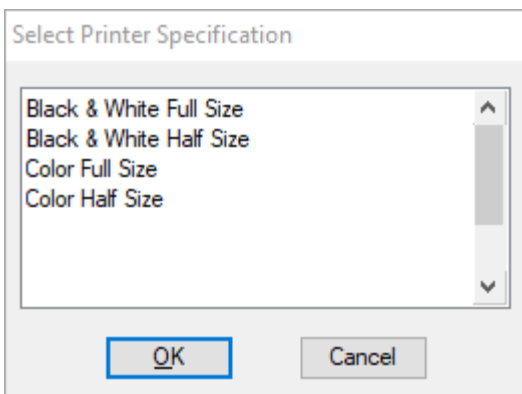 Select Printer Specification
Black & White Full Size
Black & White Half Size
Color Full Size
Color Half Size
OK
Cancel